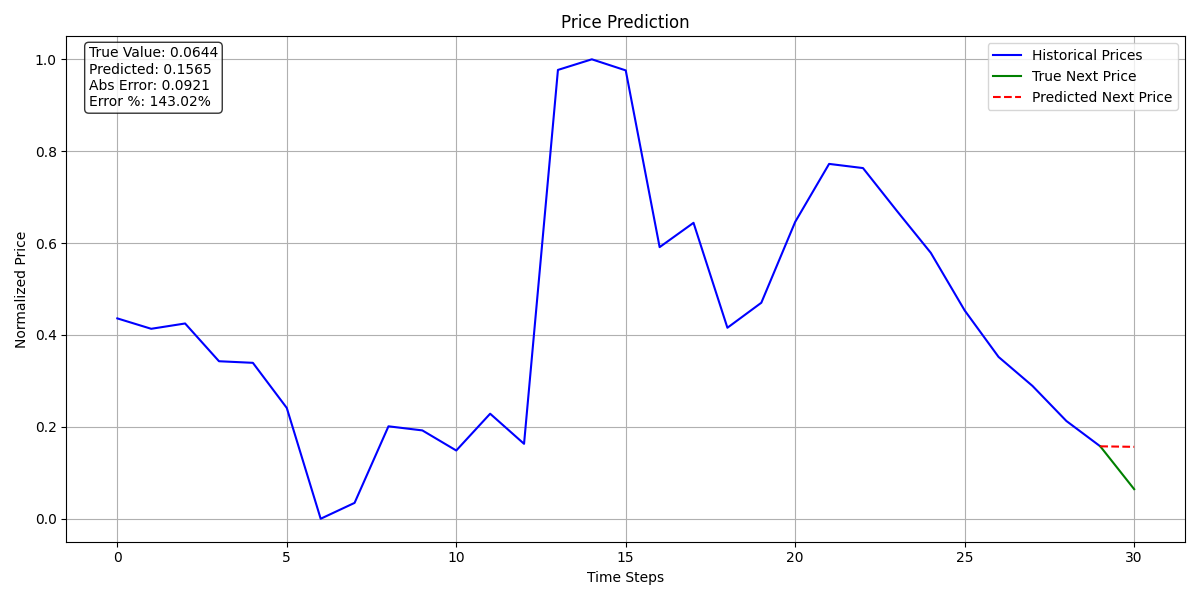 Price Prediction
True Value: 0.0644
Predicted: 0.1565
Abs Error: 0.0921
Error %: 143.02%
Historical Prices
True Next Price
Predicted Next Price
Normalized Price
1.0
0.8
0.6
0.4
0.2
0.0
0 5 10 15 20 25 30
Time Steps